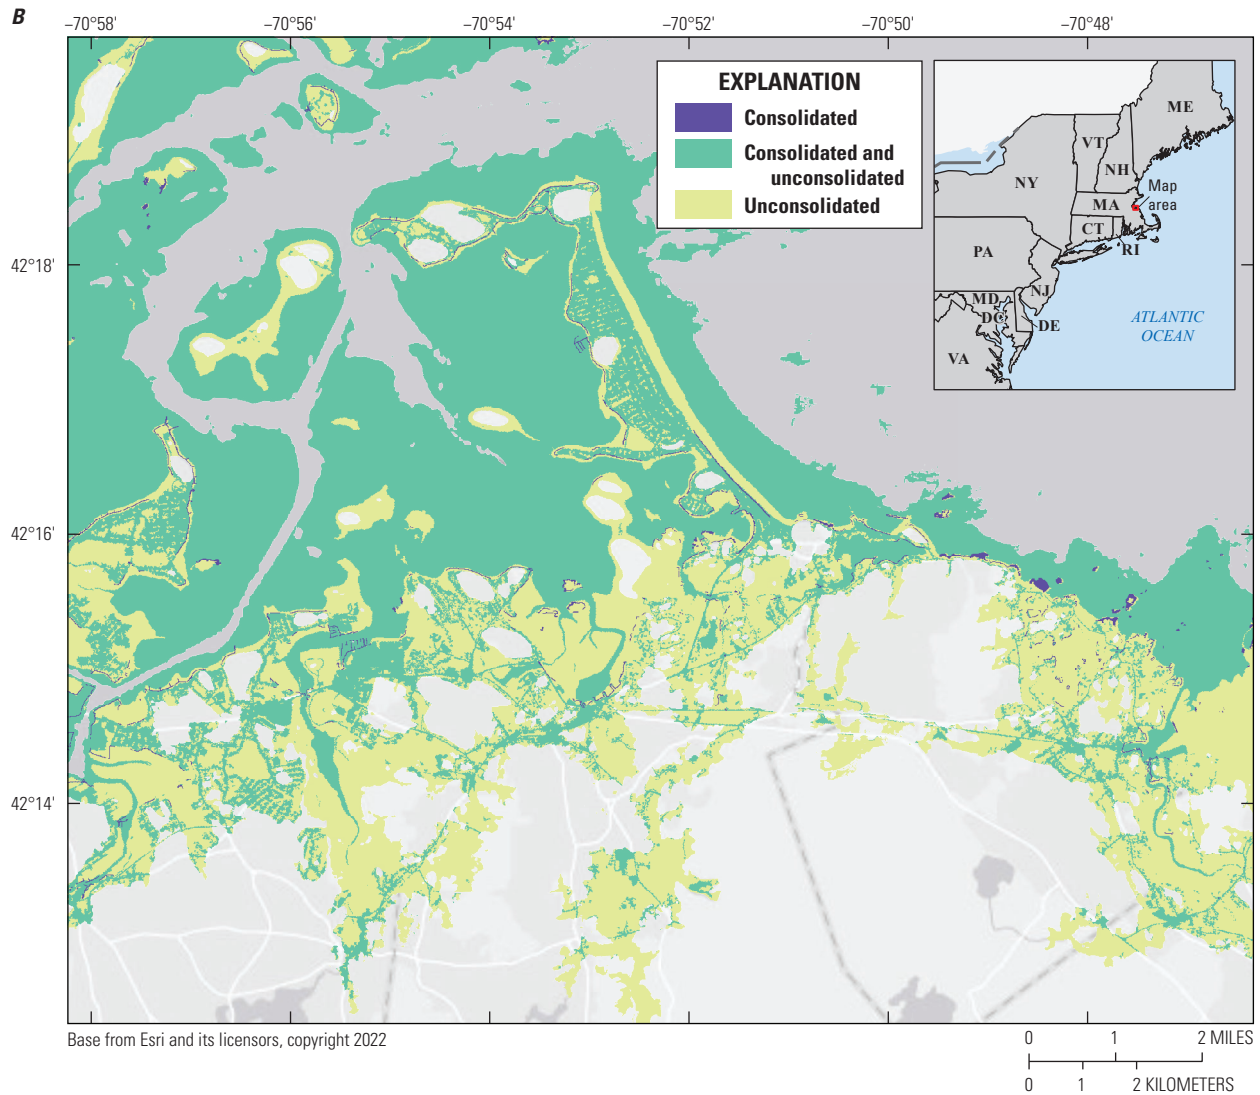 B
−70°58' −70°56' −70°54' −70°52' −70°50' −70°48'
EXPLANATION
Consolidated
Consolidated and
unconsolidated
Unconsolidated
ME
VT
NH
NY
Map
area
MA
CT
RI
PA
NJ
MD
DC
DE
VA
ATLANTIC
OCEAN
42°18'
42°16'
42°14'
Base from Esri and its licensors, copyright 2022
0 1 2 MILES
0 1 2 KILOMETERS